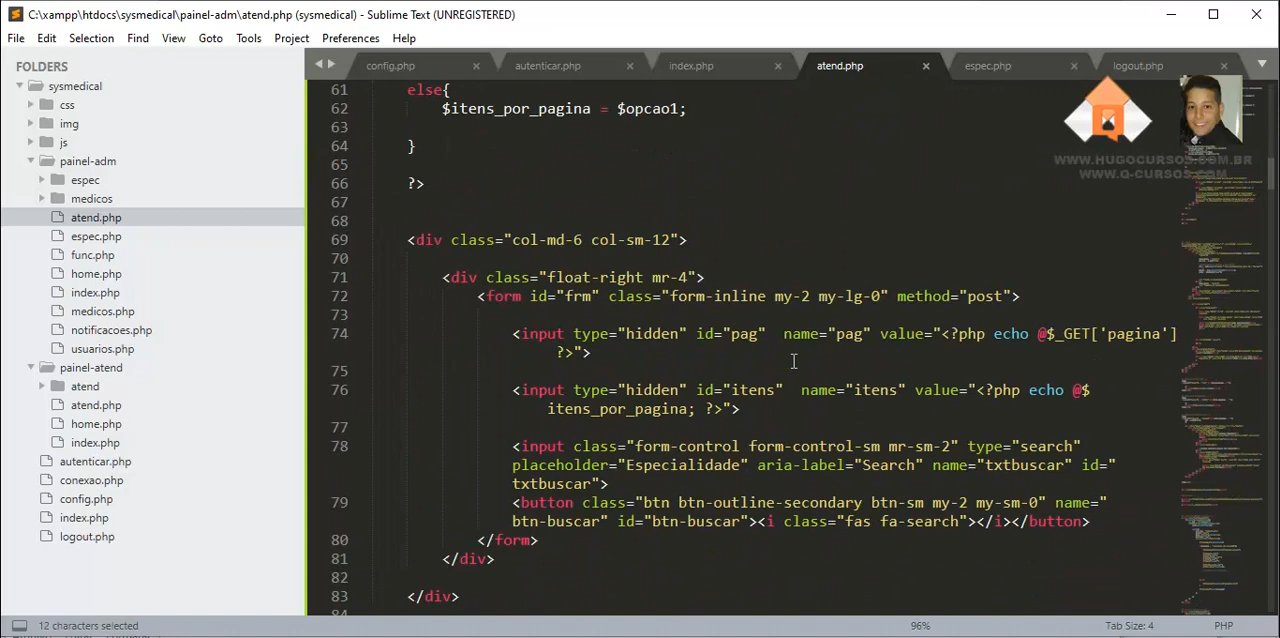 C:\xampp\htdocs\sysmedical\painel-adm\atend.php (sysmedical) - Sublime Text (UNREGISTERED)
File Edit Selection Find View Goto Tools Project Preferences Help
FOLDERS
sysmedical
css
img
js
painel-adm
espec
medicos
atend.php
espec.php
func.php
home.php
index.php
medicos.php
notificacoes.php
usuarios.php
painel-atend
atend
atend.php
home.php
index.php
autenticar.php
conexao.php
config.php
index.php
logout.php
config.php × autenticar.php × index.php × atend.php × espec.php × logout.php ×
61 else{
62 $itens_por_pagina = $opcao1;
63
64 }
65
66 ?>
67
68
69 <div class="col-md-6 col-sm-12">
70
71 <div class="float-right mr-4">
72 <form id="frm" class="form-inline my-2 my-lg-0" method="post">
73
74 <input type="hidden" id="pag"  name="pag" value="<?php echo @$_GET['pagina']
?>">
75
76 <input type="hidden" id="itens"  name="itens" value="<?php echo @$
itens_por_pagina; ?>">
77
78 <input class="form-control form-control-sm mr-sm-2" type="search"
placeholder="Especialidade" aria-label="Search" name="txtbuscar" id="
txtbuscar">
79 <button class="btn btn-outline-secondary btn-sm my-2 my-sm-0" name="
btn-buscar" id="btn-buscar"><i class="fas fa-search"></i></button>
80 </form>
81 </div>
82
83 </div>
84
WWW.HUGOCURSOS.COM.BR
WWW.Q-CURSOS.COM
12 characters selected 96% Tab Size: 4 PHP